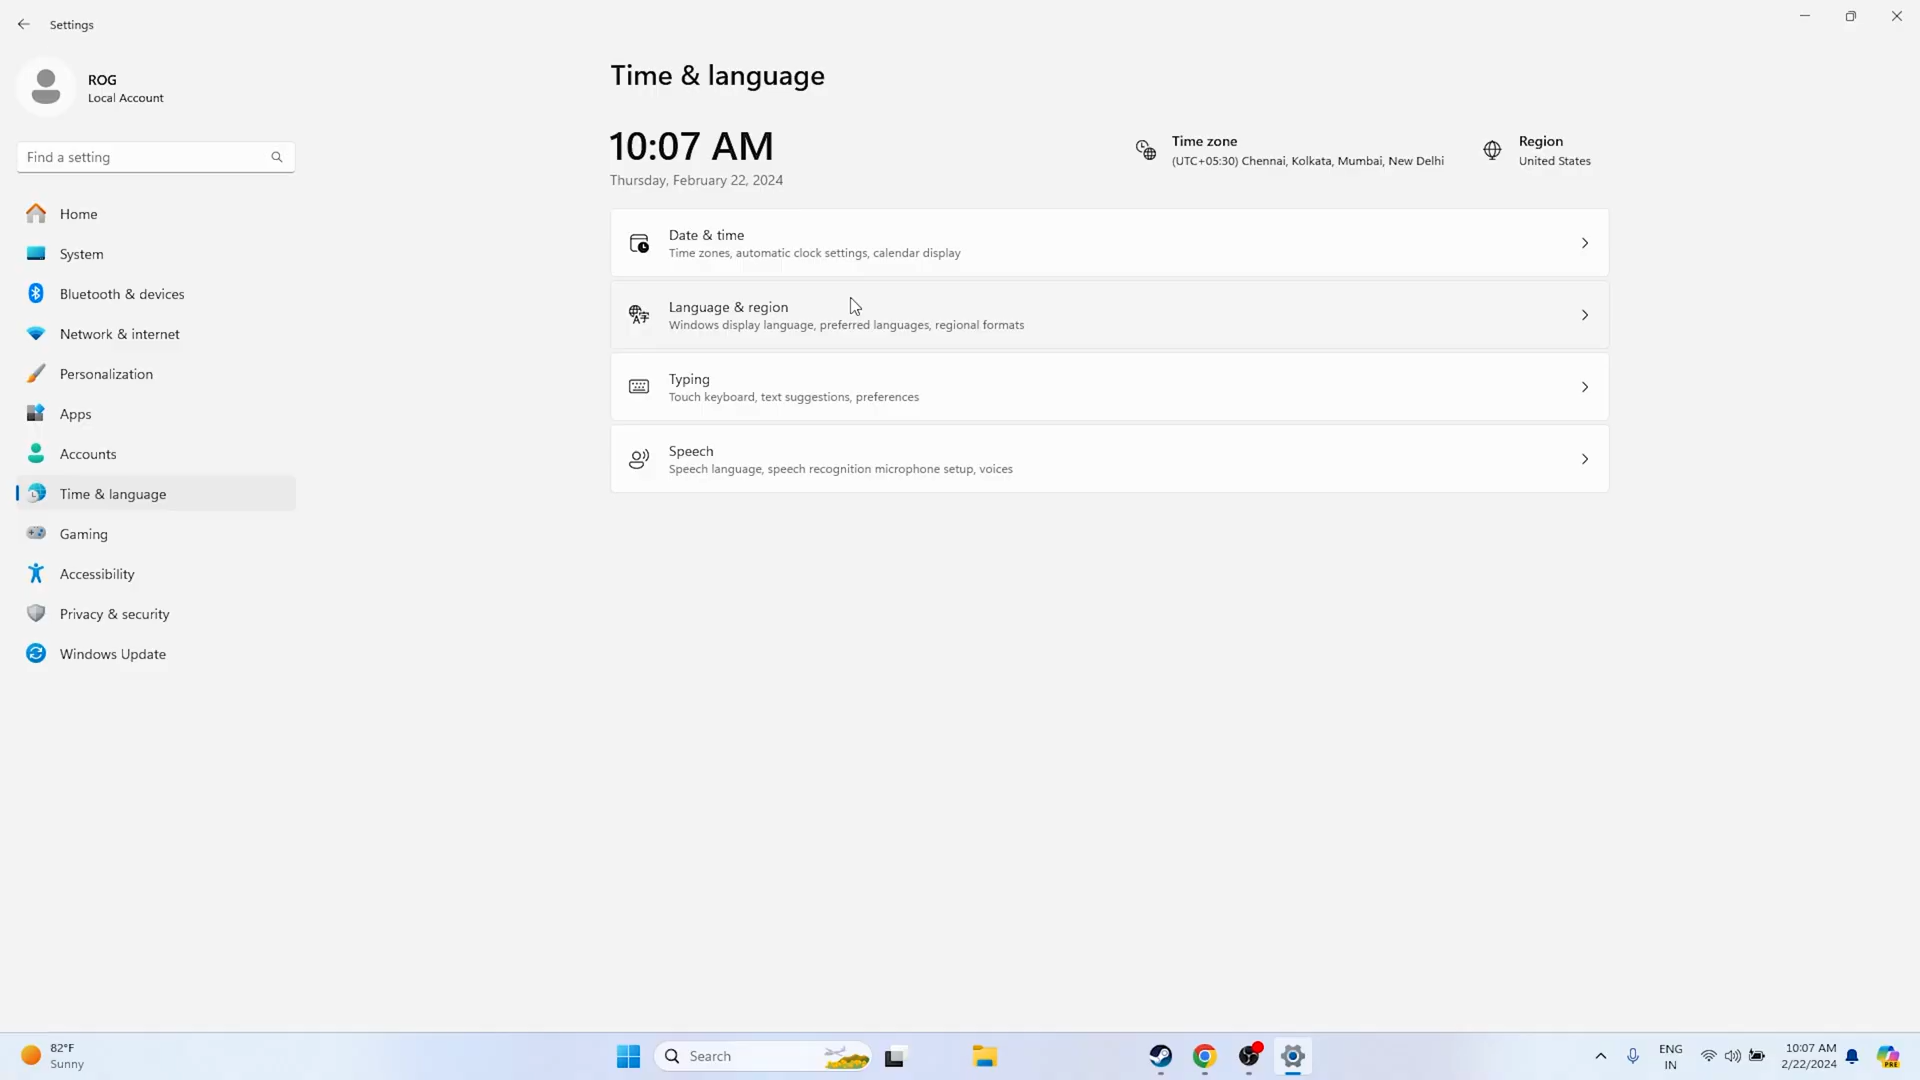 Settings
ROG
Local Account
Find a setting
Home
System
Bluetooth & devices
Network & internet
Personalization
Apps
Accounts
Time & language
Gaming
Accessibility
Privacy & security
Windows Update
Time & language
10:07 AM
Thursday, February 22, 2024
Time zone
(UTC+05:30) Chennai, Kolkata, Mumbai, New Delhi
Region
United States
Date & time
Time zones, automatic clock settings, calendar display
Language & region
Windows display language, preferred languages, regional formats
Typing
Touch keyboard, text suggestions, preferences
Speech
Speech language, speech recognition microphone setup, voices
82°F
Sunny
Search
ENG
IN
10:07 AM
2/22/2024
PRE